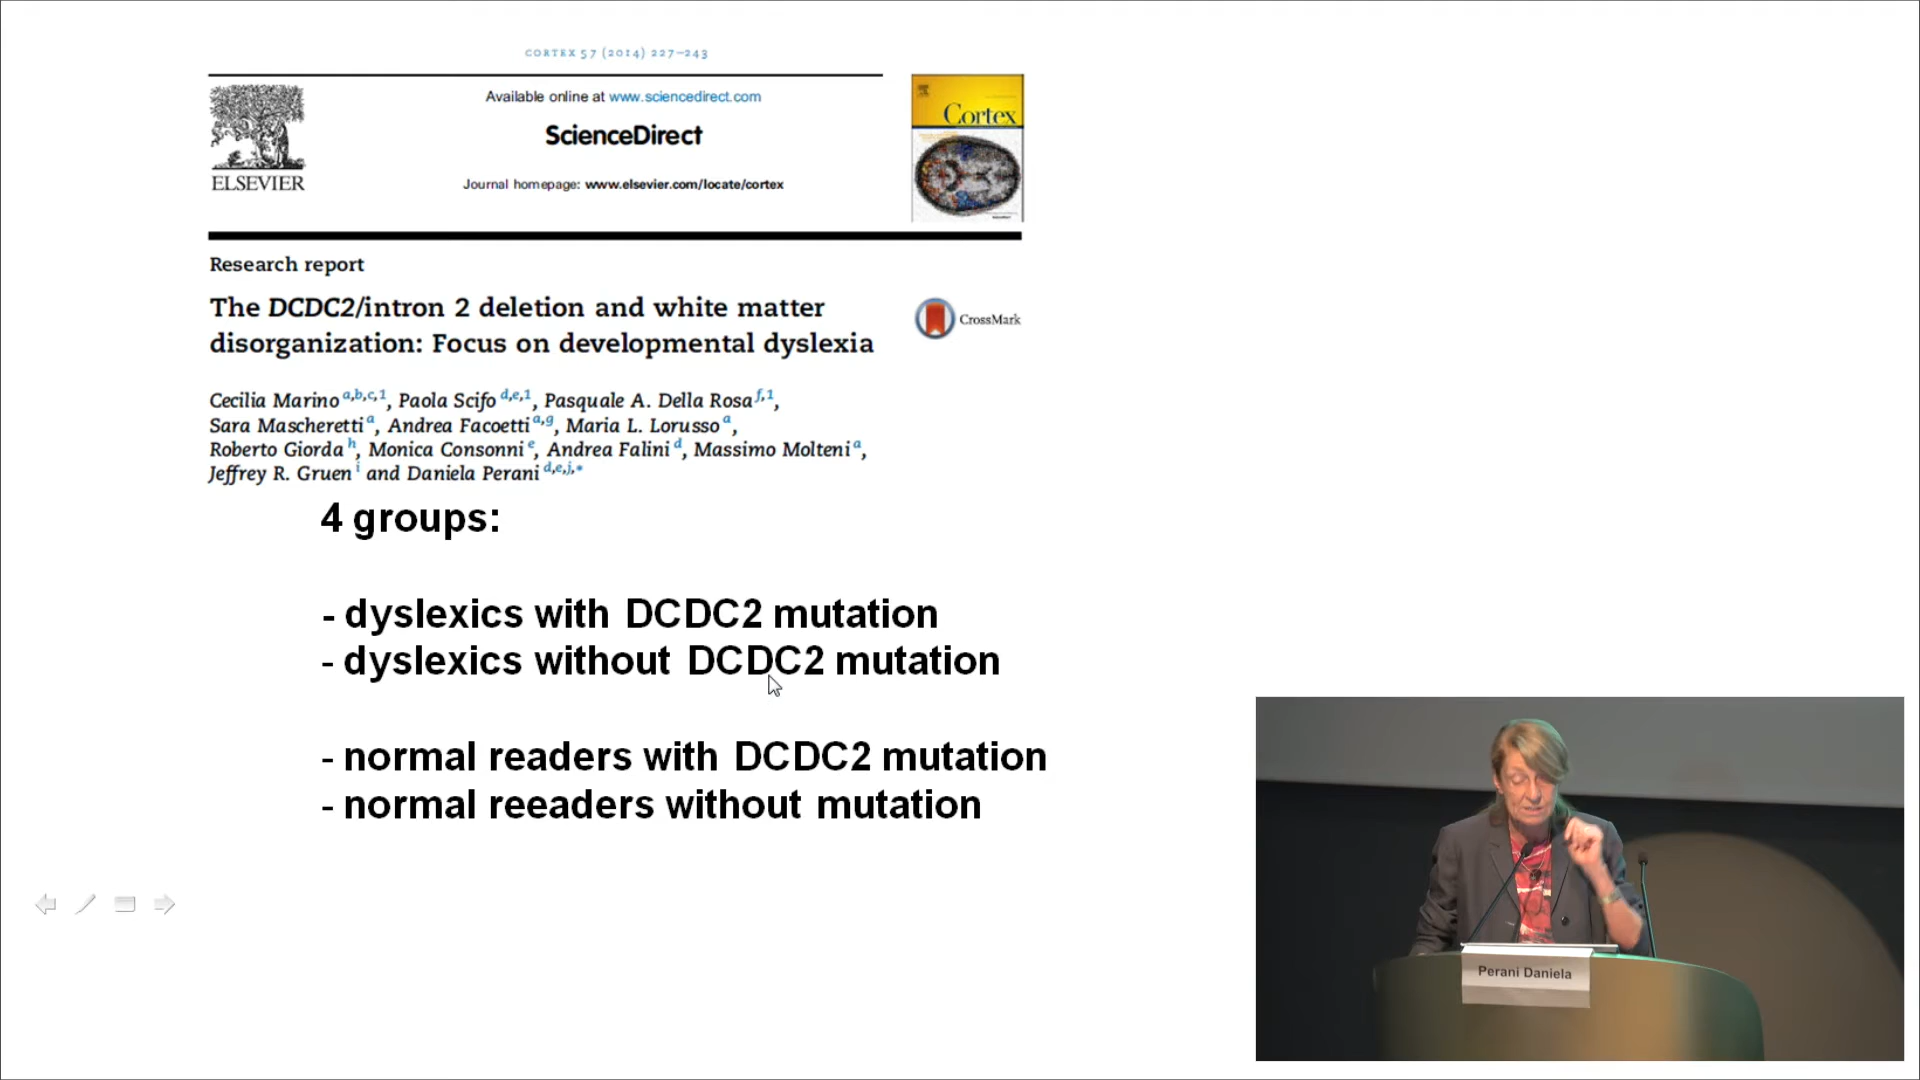 CORTEX 57 (2014) 227–243
Available online at www.sciencedirect.com
ScienceDirect
Journal homepage: www.elsevier.com/locate/cortex
ELSEVIER
Cortex
Research report
The DCDC2/intron 2 deletion and white matter
disorganization: Focus on developmental dyslexia
CrossMark
Cecilia Marino a,b,c,1, Paola Scifo d,e,1, Pasquale A. Della Rosa f,1,
Sara Mascheretti a, Andrea Facoetti a,g, Maria L. Lorusso a,
Roberto Giorda h, Monica Consonni e, Andrea Falini d, Massimo Molteni a,
Jeffrey R. Gruen i and Daniela Perani d,e,j,*
4 groups:
- dyslexics with DCDC2 mutation
- dyslexics without DCDC2 mutation
- normal readers with DCDC2 mutation
- normal reeaders without mutation
Perani Daniela